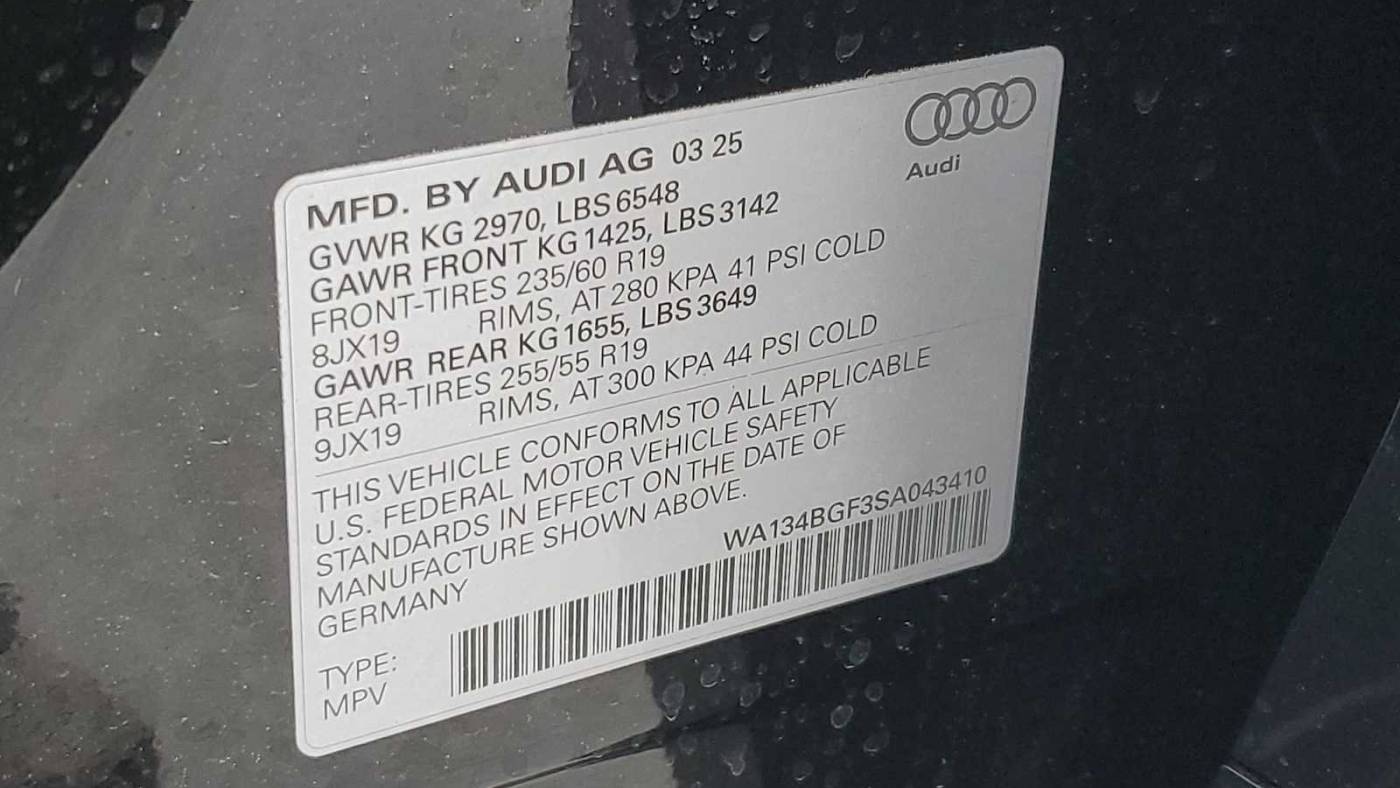 MFD. BY AUDI AG 03 25
Audi
GVWR KG 2970, LBS 6548
GAWR FRONT KG 1425, LBS 3142
FRONT-TIRES 235/60 R19
8JX19 RIMS, AT 280 KPA 41 PSI COLD
GAWR REAR KG 1655, LBS 3649
REAR-TIRES 255/55 R19
9JX19 RIMS, AT 300 KPA 44 PSI COLD
THIS VEHICLE CONFORMS TO ALL APPLICABLE
U.S. FEDERAL MOTOR VEHICLE SAFETY
STANDARDS IN EFFECT ON THE DATE OF
MANUFACTURE SHOWN ABOVE.
GERMANY
WA134BGF3SA043410
TYPE:
MPV